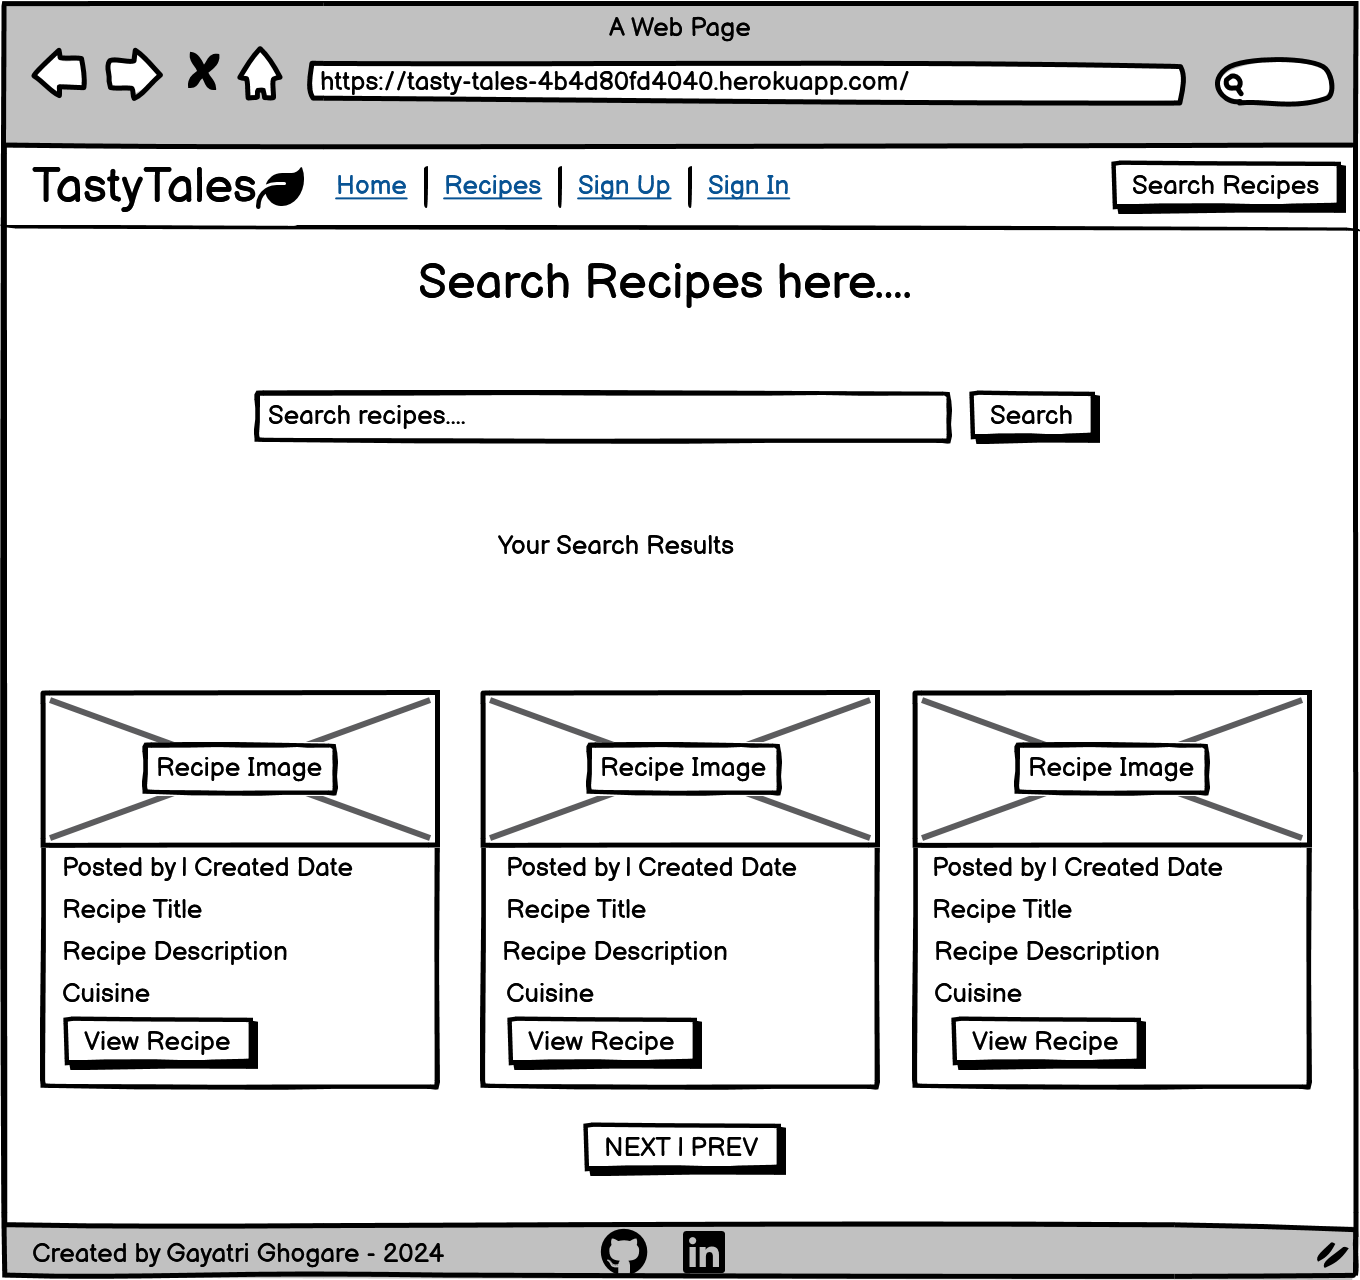 A Web Page
https://tasty-tales-4b4d80fd4040.herokuapp.com/
TastyTales Home | Recipes | Sign Up | Sign In Search Recipes
Search Recipes here....
Search recipes.... Search
Your Search Results
Recipe Image Recipe Image Recipe Image
Posted by | Created Date Posted by | Created Date Posted by | Created Date
Recipe Title Recipe Title Recipe Title
Recipe Description Recipe Description Recipe Description
Cuisine Cuisine Cuisine
View Recipe View Recipe View Recipe
NEXT | PREV
Created by Gayatri Ghogare - 2024 in